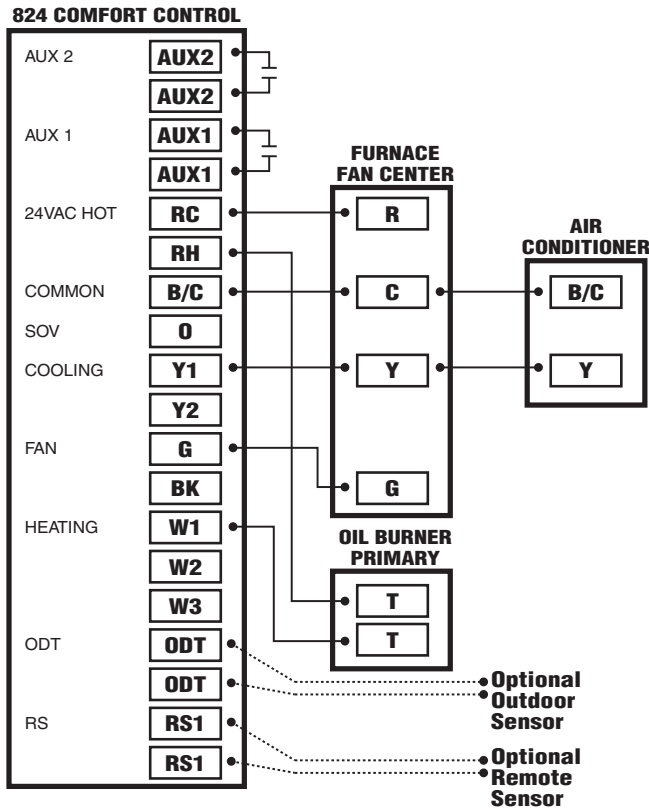 824 COMFORT CONTROL
AUX 2
AUX2
AUX2
AUX 1
AUX1
AUX1
24VAC HOT
RC
RH
COMMON
B/C
SOV
O
COOLING
Y1
Y2
FAN
G
BK
HEATING
W1
W2
W3
ODT
ODT
ODT
RS
RS1
RS1
FURNACE
FAN CENTER
R
C
Y
G
AIR
CONDITIONER
B/C
Y
OIL BURNER
PRIMARY
T
T
Optional
Outdoor
Sensor
Optional
Remote
Sensor